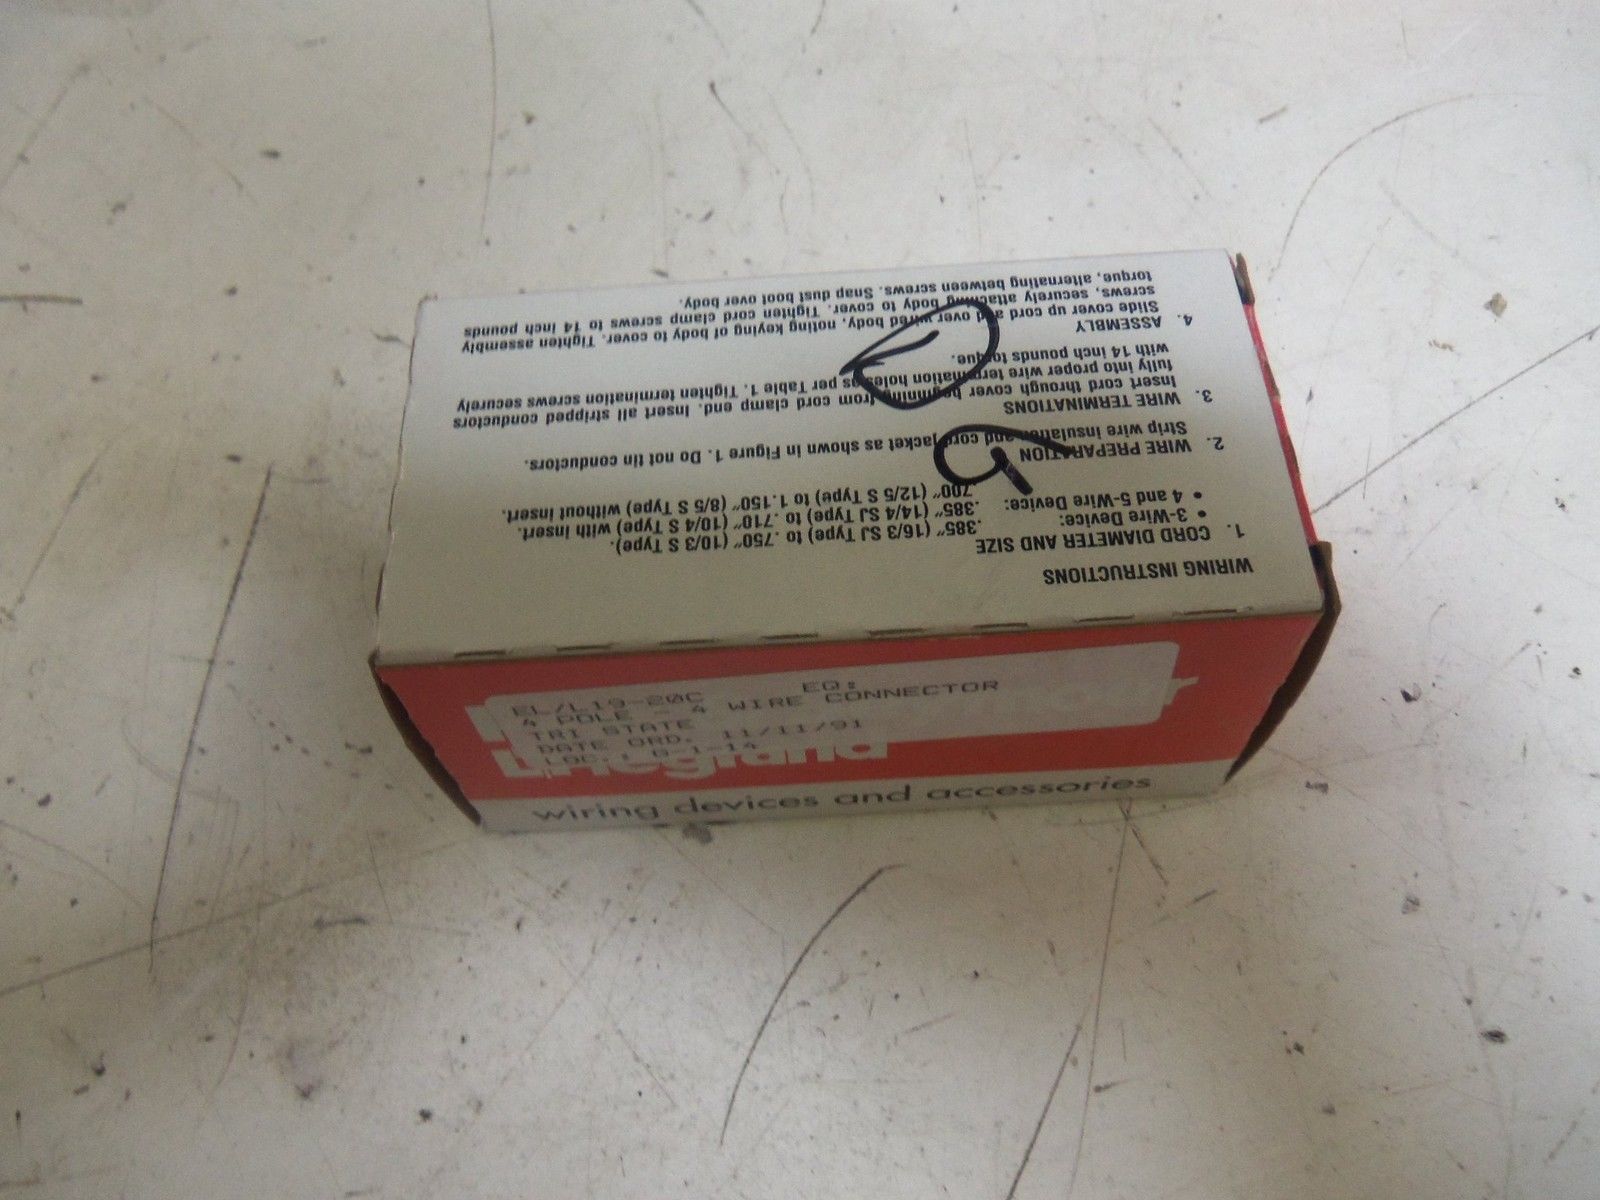 WIRING INSTRUCTIONS
1. CORD DIAMETER AND SIZE
• 3-Wire Device: .385" (16/3 SJ Type) to .750" (10/3 S Type).
• 4 and 5-Wire Device: .385" (14/4 SJ Type) to .710" (10/4 S Type) with insert.
.700" (12/5 S Type) to 1.150" (8/5 S Type) without insert.
2. WIRE PREPARATION
Strip wire insulation and cord jacket as shown in Figure 1. Do not tin conductors.
3. WIRE TERMINATIONS
Insert cord through cover beginning from cord clamp end. Insert all stripped conductors
fully into proper wire termination holes as per Table 1. Tighten termination screws securely
with 14 inch pounds torque.
4. ASSEMBLY
Slide cover up cord and over wired body, noting keying of body to cover. Tighten assembly
screws, securely attaching body to cover. Tighten cord clamp screws to 14 inch pounds
torque, alternating between screws. Snap dust boot over body.
EL/L19-20C EQ:
4 POLE - 4 WIRE CONNECTOR
TRI STATE
DATE ORD. 11/11/91
LOC.: G-1-14
legrand
wiring devices and accessories